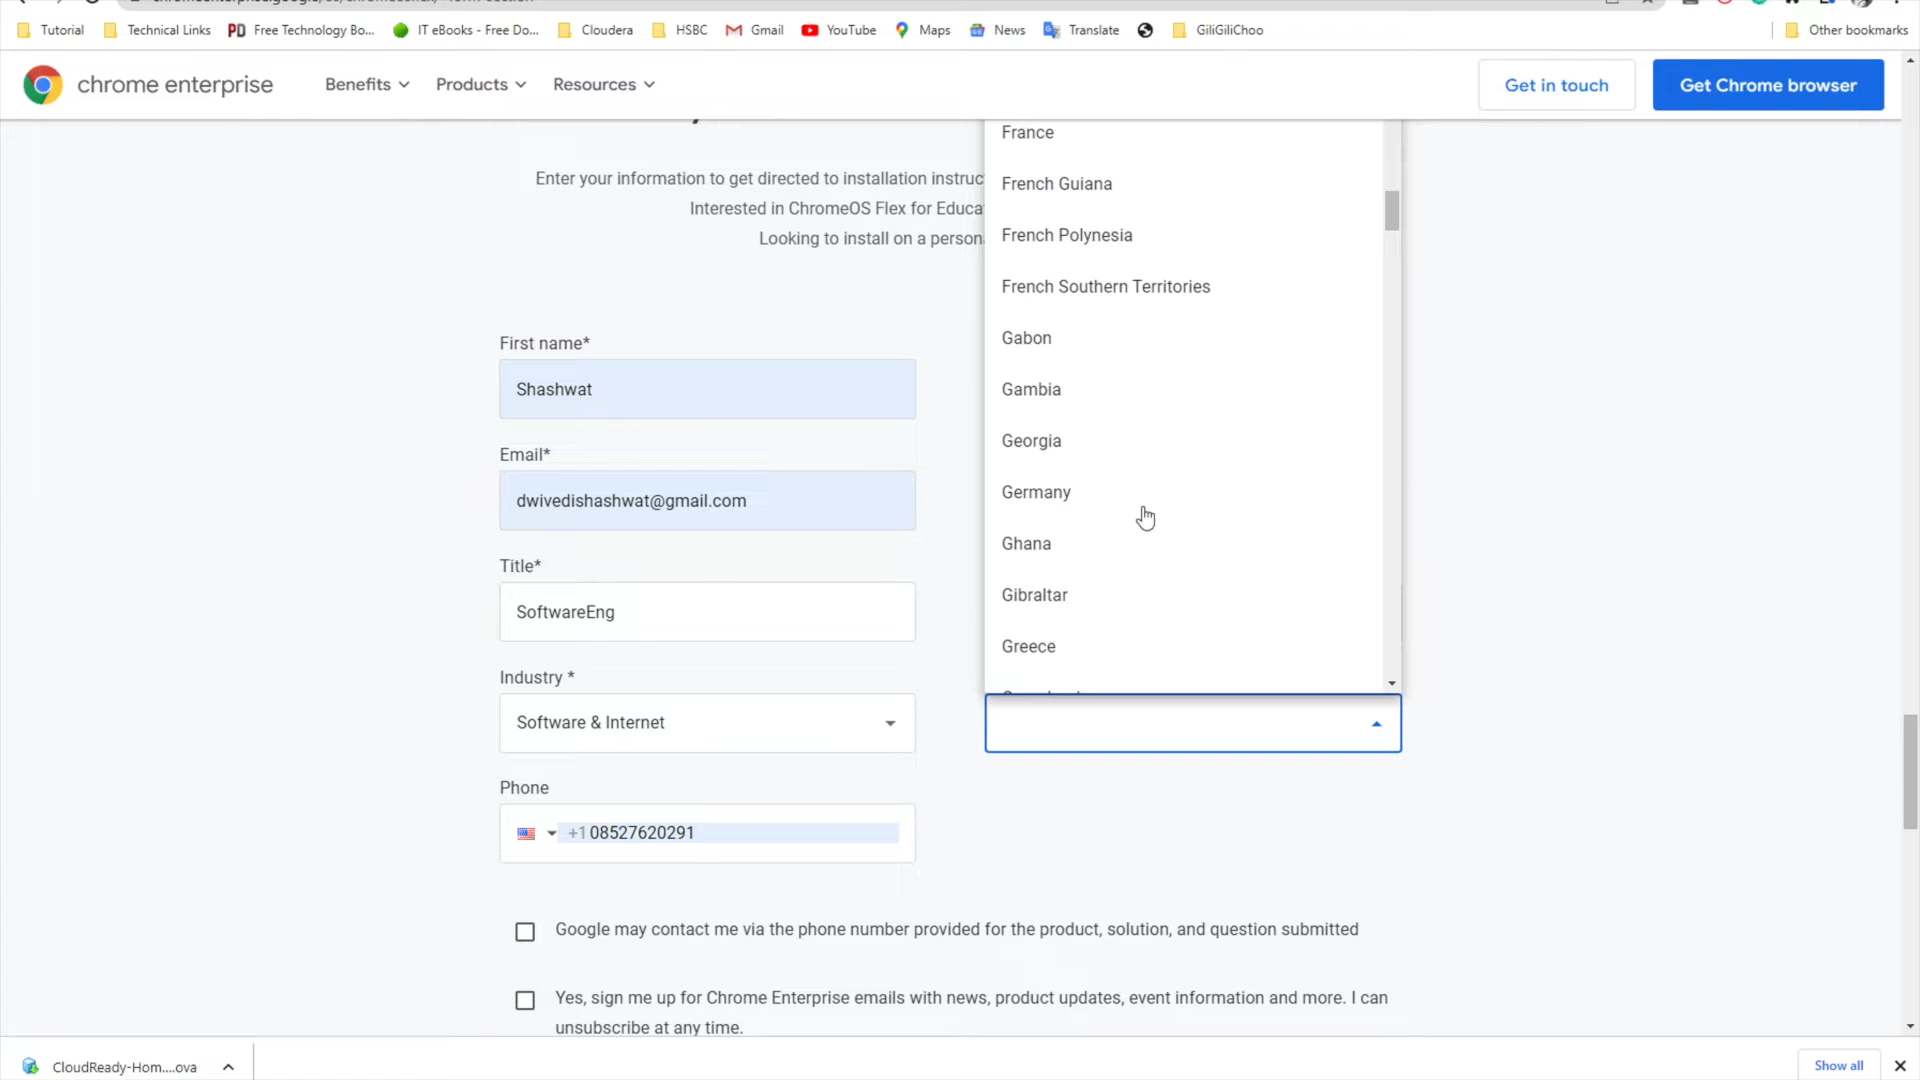 Tutorial
Technical Links
PD Free Technology Bo...
IT eBooks - Free Do...
Cloudera
HSBC
Gmail
YouTube
Maps
News
Translate
GiliGiliChoo
Other bookmarks
chrome enterprise
Benefits
Products
Resources
Get in touch
Get Chrome browser
Enter your information to get directed to installation instruc
Interested in ChromeOS Flex for Educa
Looking to install on a person
France
French Guiana
French Polynesia
French Southern Territories
Gabon
Gambia
Georgia
Germany
Ghana
Gibraltar
Greece
First name*
Shashwat
Email*
dwivedishashwat@gmail.com
Title*
SoftwareEng
Industry *
Software & Internet
Phone
+1 08527620291
Google may contact me via the phone number provided for the product, solution, and question submitted
Yes, sign me up for Chrome Enterprise emails with news, product updates, event information and more. I can
unsubscribe at any time.
CloudReady-Hom....ova
Show all